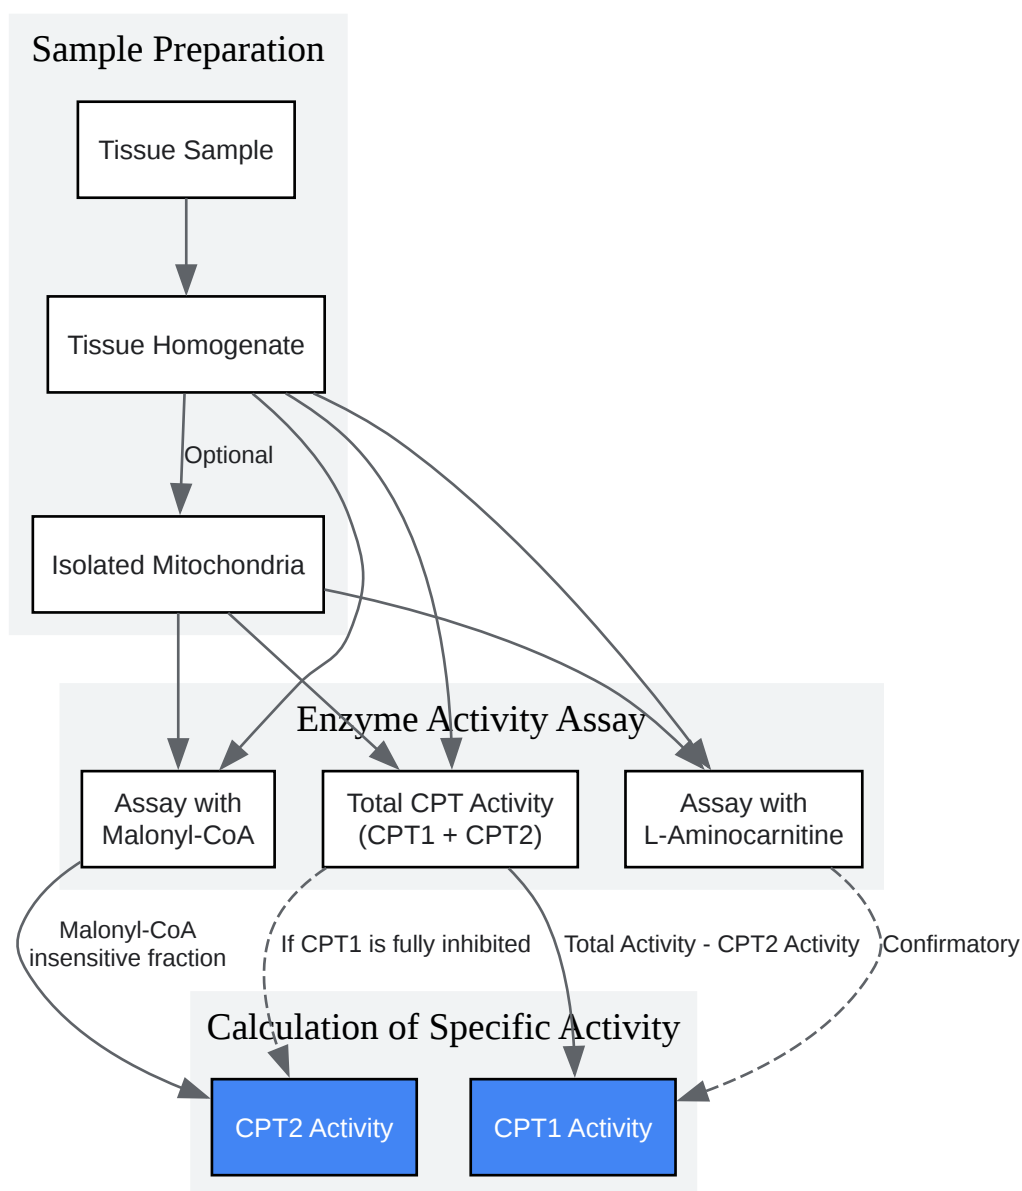 Sample Preparation
Tissue Sample
Tissue Homogenate
Optional
Isolated Mitochondria
Enzyme Activity Assay
Assay with
Malonyl-CoA
Total CPT Activity
(CPT1 + CPT2)
Assay with
L-Aminocarnitine
Malonyl-CoA
insensitive fraction
If CPT1 is fully inhibited
Total Activity - CPT2 Activity
Confirmatory
Calculation of Specific Activity
CPT2 Activity
CPT1 Activity